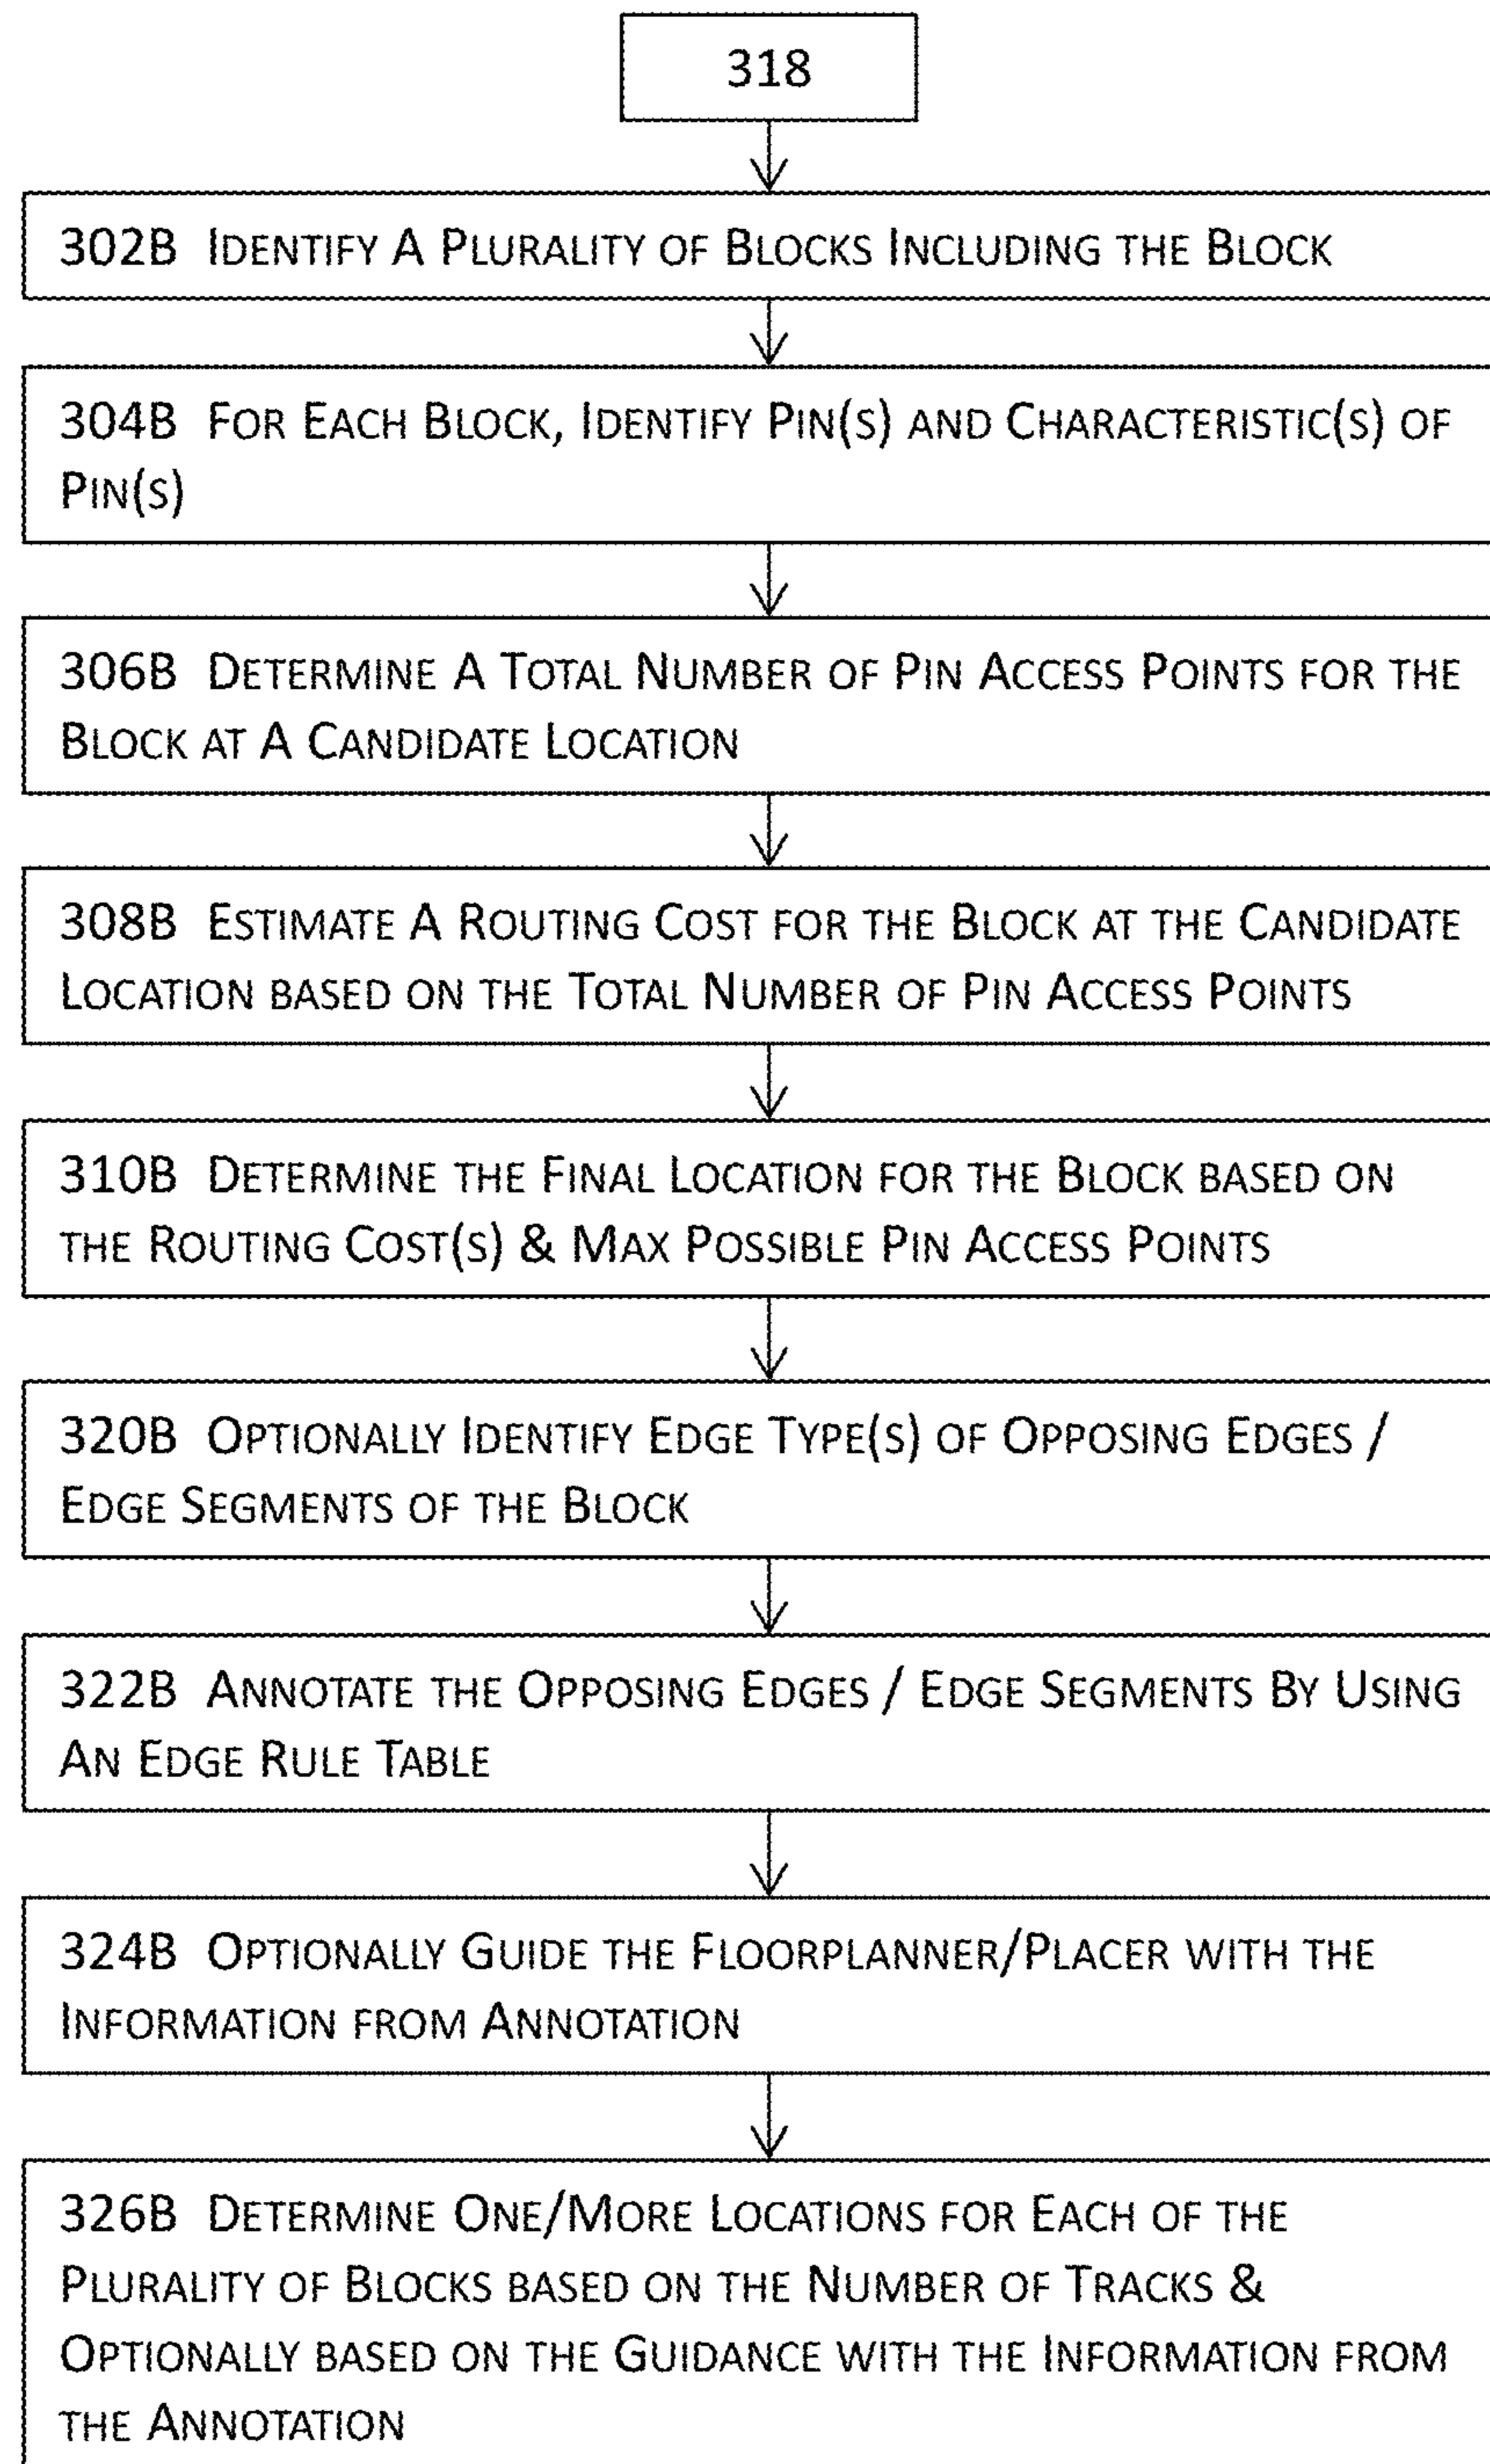 318
302B Identify A Plurality of Blocks Including the Block
304B For Each Block, Identify Pin(s) and Characteristic(s) of
Pin(s)
306B Determine A Total Number of Pin Access Points for the
Block at A Candidate Location
308B Estimate A Routing Cost for the Block at the Candidate
Location based on the Total Number of Pin Access Points
310B Determine the Final Location for the Block based on
the Routing Cost(s) & Max Possible Pin Access Points
320B Optionally Identify Edge Type(s) of Opposing Edges /
Edge Segments of the Block
322B Annotate the Opposing Edges / Edge Segments By Using
An Edge Rule Table
324B Optionally Guide the Floorplanner/Placer with the
Information from Annotation
326B Determine One/More Locations for Each of the
Plurality of Blocks based on the Number of Tracks &
Optionally based on the Guidance with the Information from
the Annotation